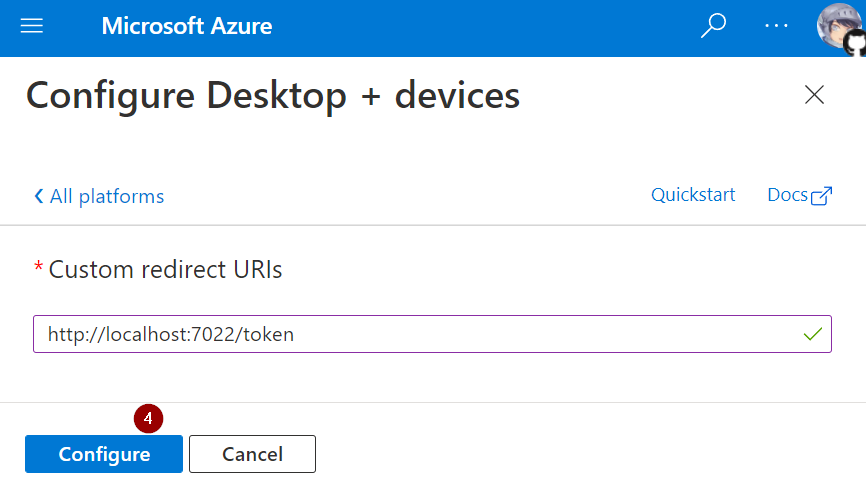 Microsoft Azure
Configure Desktop + devices
All platforms
Quickstart
Docs
* Custom redirect URIs
http://localhost:7022/token
4
Configure
Cancel